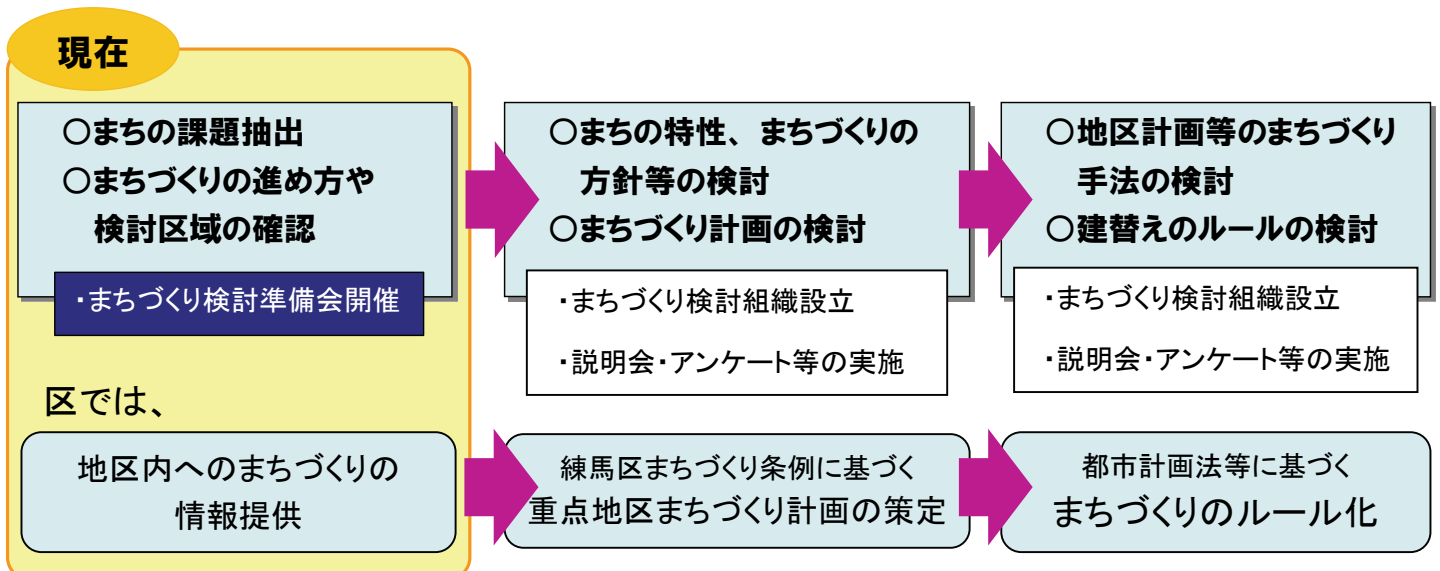 現在
○まちの課題抽出
○まちづくりの進め方や
検討区域の確認
・まちづくり検討準備会開催
○まちの特性、まちづくりの
方針等の検討
○まちづくり計画の検討
・まちづくり検討組織設立
・説明会・アンケート等の実施
○地区計画等のまちづくり
手法の検討
○建替えのルールの検討
・まちづくり検討組織設立
・説明会・アンケート等の実施
区では、
地区内へのまちづくりの
情報提供
練馬区まちづくり条例に基づく
重点地区まちづくり計画の策定
都市計画法等に基づく
まちづくりのルール化